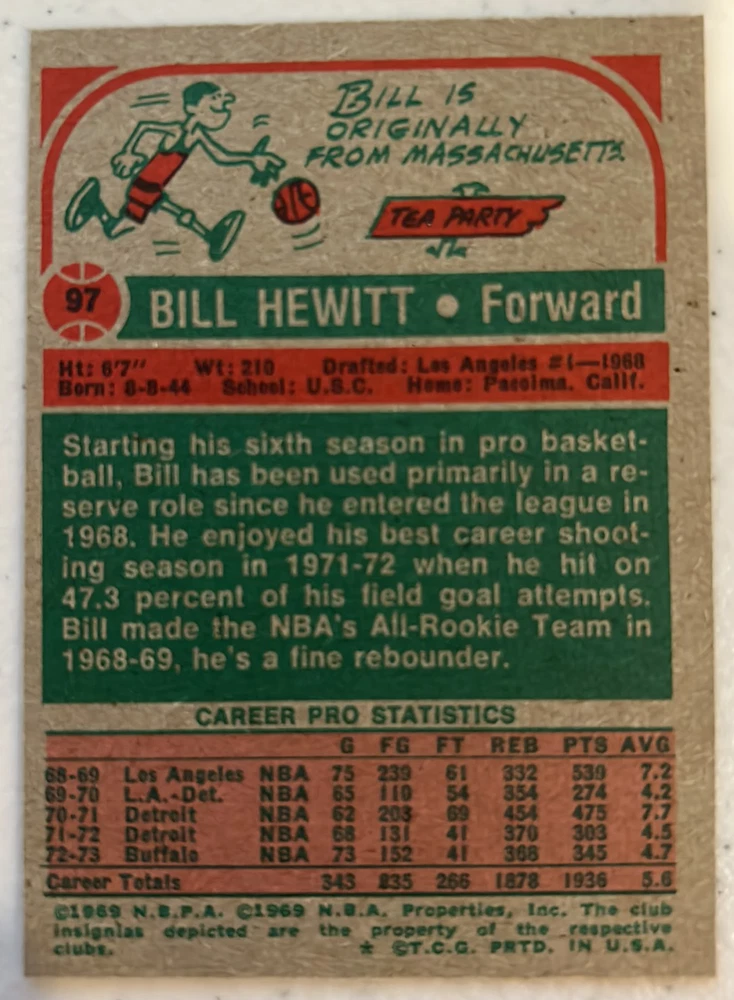 BILL IS
ORIGINALLY
FROM MASSACHUSETTS
TEA PARTY
97 BILL HEWITT • Forward
Ht: 6'7" Wt: 210 Drafted: Los Angeles #1—1968
Born: 8-8-44 School: U.S.C. Home: Pacoima, Calif.
Starting his sixth season in pro basket-
ball, Bill has been used primarily in a re-
serve role since he entered the league in
1968. He enjoyed his best career shoot-
ing season in 1971-72 when he hit on
47.3 percent of his field goal attempts.
Bill made the NBA's All-Rookie Team in
1968-69, he's a fine rebounder.
CAREER PRO STATISTICS
G FG FT REB PTS AVG
68-69 Los Angeles NBA 75 239 61 332 539 7.2
69-70 L.A.-Det. NBA 65 110 54 354 274 4.2
70-71 Detroit NBA 62 203 69 454 475 7.7
71-72 Detroit NBA 68 131 41 370 303 4.5
72-73 Buffalo NBA 73 152 41 368 345 4.7
Career Totals 343 835 266 1878 1936 5.6
©1969 N.B.P.A. ©1969 N.B.A. Properties, Inc. The club
insignias depicted are the property of the respective
clubs. * ©T.C.G. PRTD. IN U.S.A.